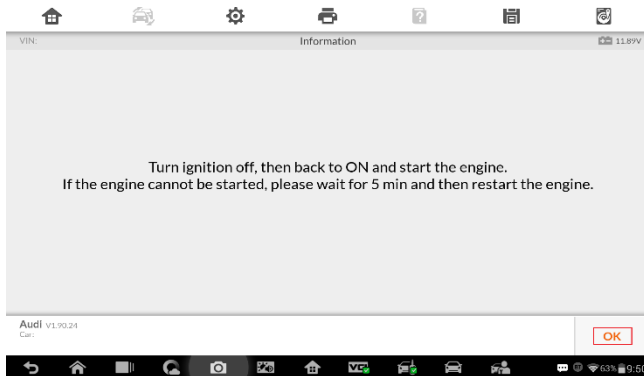 VIN:
Information
11.89V
Turn ignition off, then back to ON and start the engine.
If the engine cannot be started, please wait for 5 min and then restart the engine.
Audi V1.90.24
Car:
OK
63%